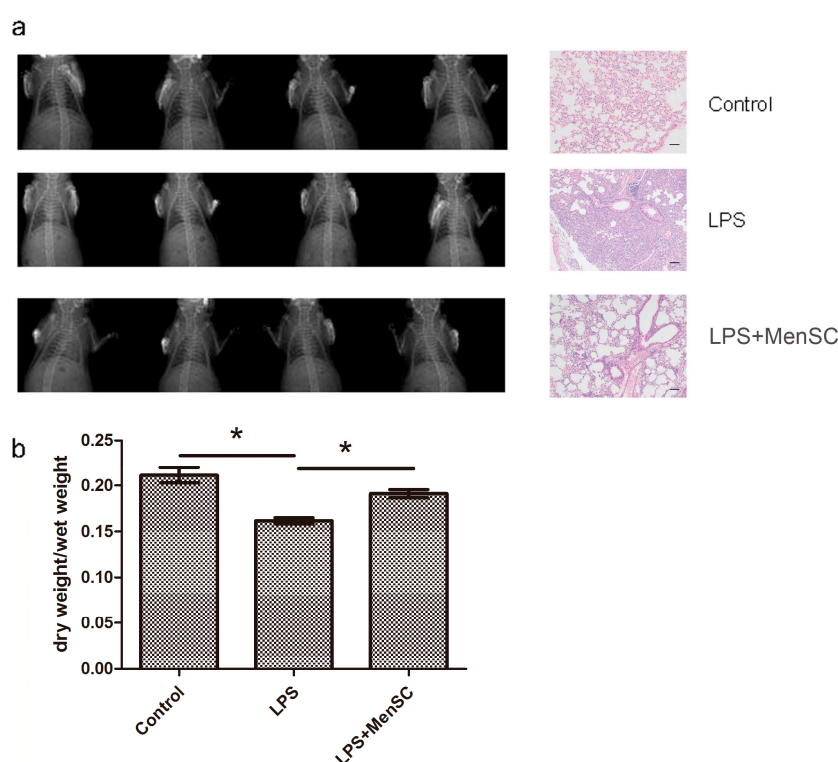 a
Control
LPS
LPS+MenSC
b
dry weight/wet weight
0.25
0.20
0.15
0.10
0.05
0.00
*
*
Control
LPS
LPS+MenSC